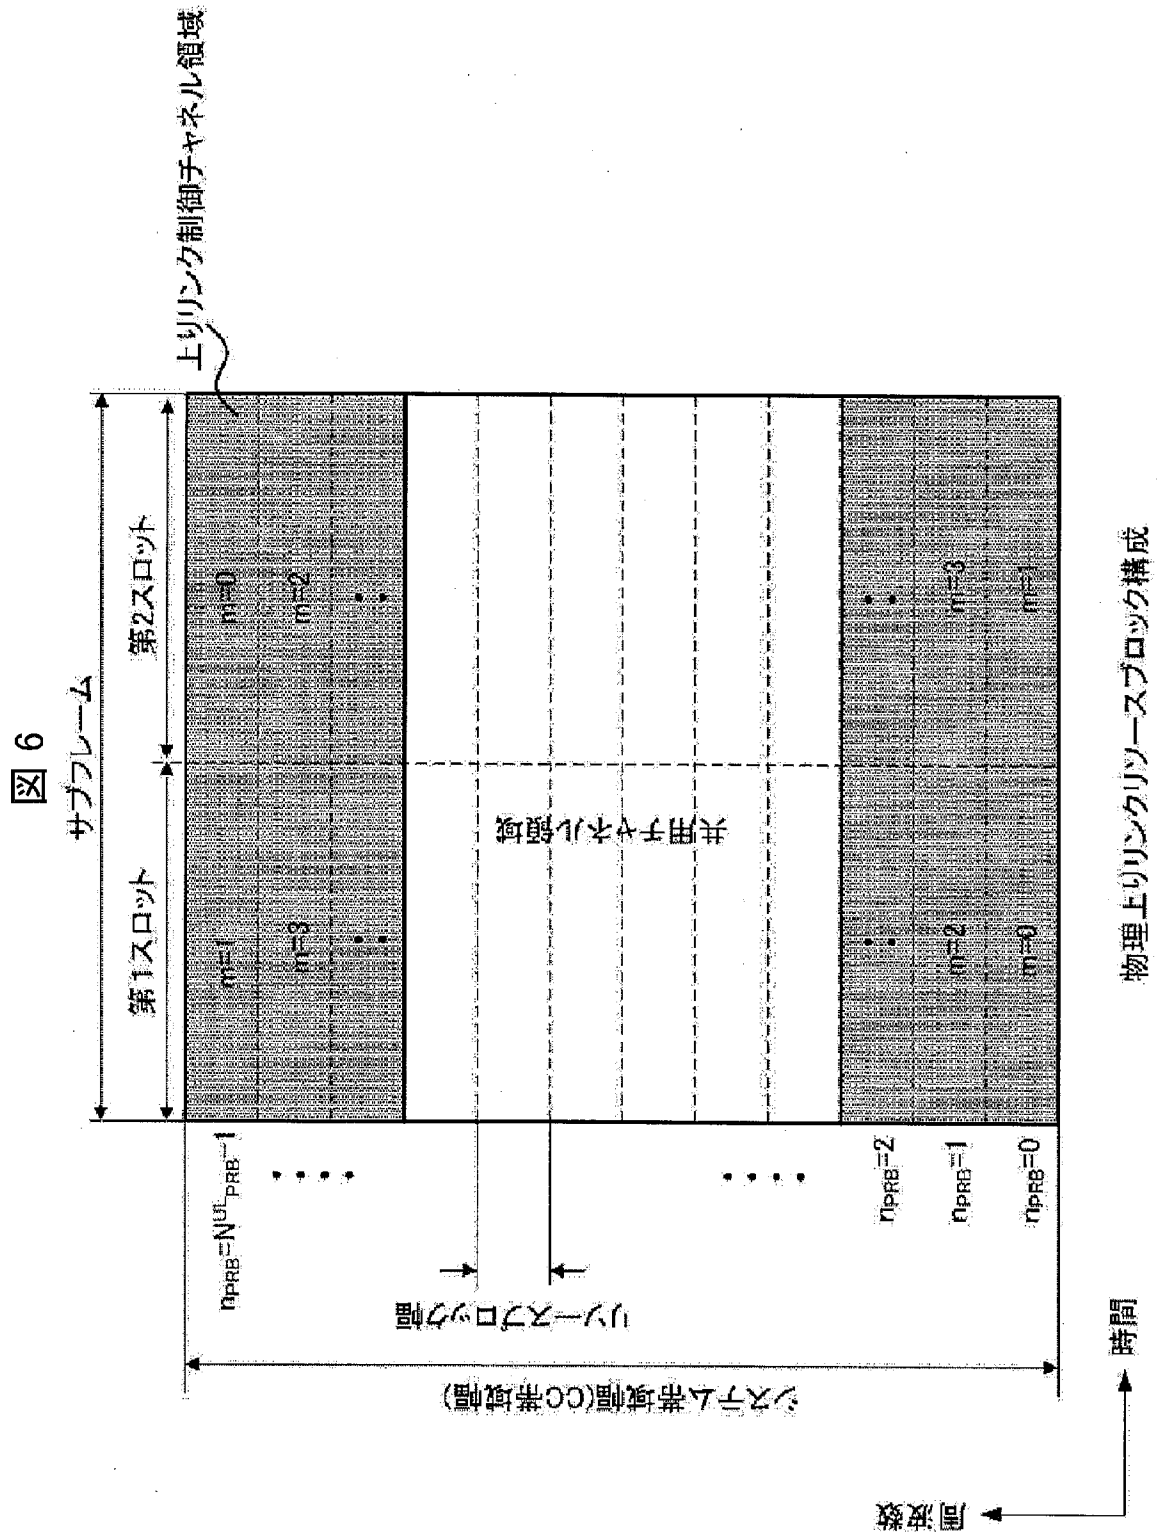 図 6
サブフレーム
第1スロット
第2スロット
上りリンク制御チャネル領域
nPRB=N^UL_PRB-1
m=1
m=0
m=3
m=2
共用チャネル領域
リソースブロック幅
システム帯域幅(CC帯域幅)
nPRB=2
nPRB=1
m=2
m=3
nPRB=0
m=0
m=1
周波数
時間
物理上りリンクリソースブロック構成